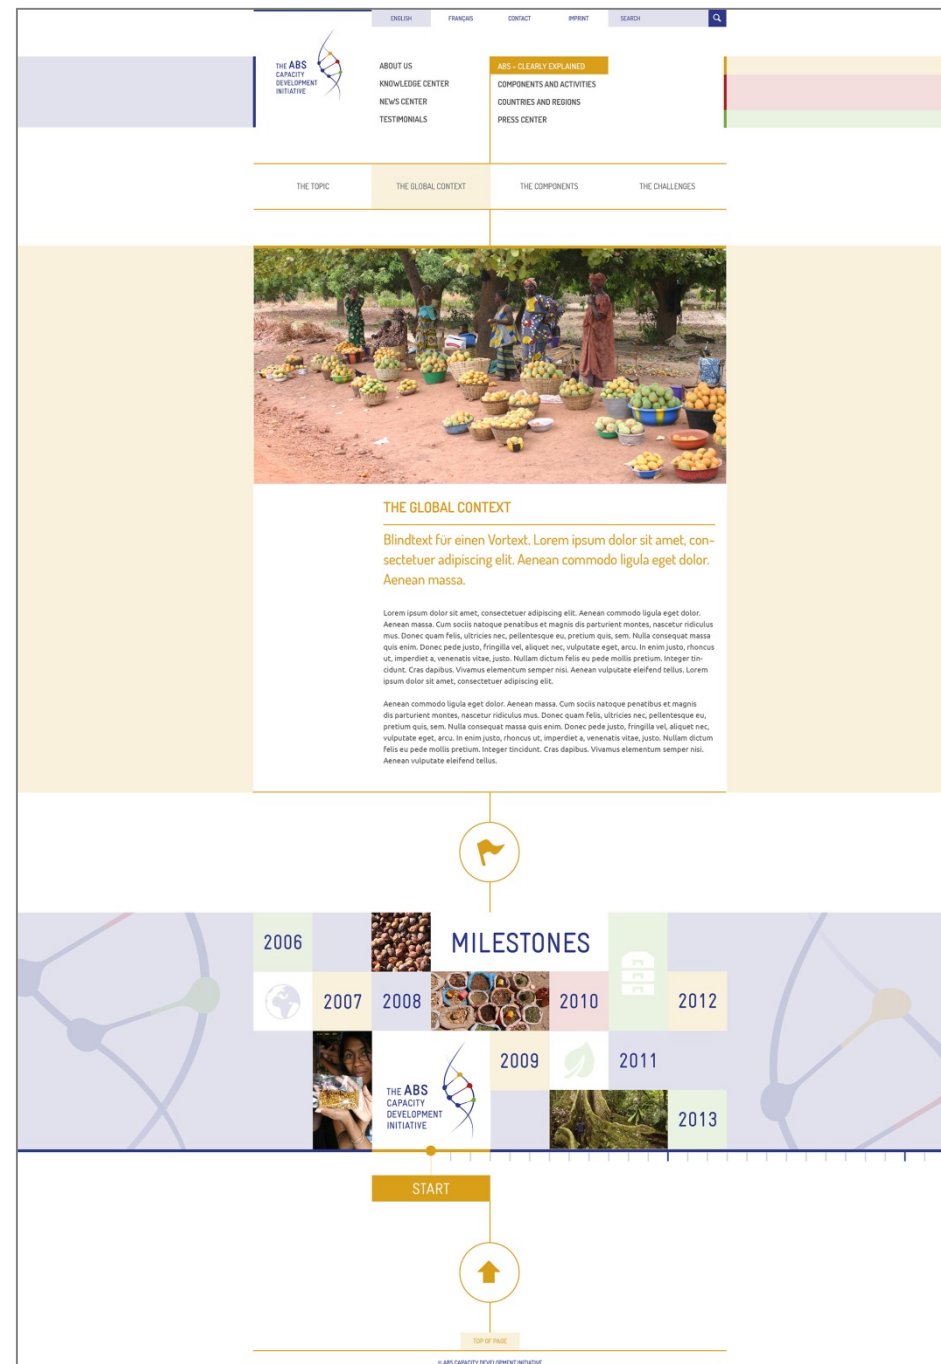 ENGLISH
FRANÇAIS
CONTACT
IMPRINT
SEARCH
THE ABS
CAPACITY
DEVELOPMENT
INITIATIVE
ABOUT US
KNOWLEDGE CENTER
NEWS CENTER
TESTIMONIALS
ABS – CLEARLY EXPLAINED
COMPONENTS AND ACTIVITIES
COUNTRIES AND REGIONS
PRESS CENTER
THE TOPIC
THE GLOBAL CONTEXT
THE COMPONENTS
THE CHALLENGES
THE GLOBAL CONTEXT
Blindtext für einen Vortext. Lorem ipsum dolor sit amet, con-
sectetuer adipiscing elit. Aenean commodo ligula eget dolor.
Aenean massa.
Lorem ipsum dolor sit amet, consectetuer adipiscing elit. Aenean commodo ligula eget dolor.
Aenean massa. Cum sociis natoque penatibus et magnis dis parturient montes, nascetur ridiculus
mus. Donec quam felis, ultricies nec, pellentesque eu, pretium quis, sem. Nulla consequat massa
quis enim. Donec pede justo, fringilla vel, aliquet nec, vulputate eget, arcu. In enim justo, rhoncus
ut, imperdiet a, venenatis vitae, justo. Nullam dictum felis eu pede mollis pretium. Integer tin-
cidunt. Cras dapibus. Vivamus elementum semper nisi. Aenean vulputate eleifend tellus. Lorem
ipsum dolor sit amet, consectetuer adipiscing elit.
Aenean commodo ligula eget dolor. Aenean massa. Cum sociis natoque penatibus et magnis
dis parturient montes, nascetur ridiculus mus. Donec quam felis, ultricies nec, pellentesque eu,
pretium quis, sem. Nulla consequat massa quis enim. Donec pede justo, fringilla vel, aliquet nec,
vulputate eget, arcu. In enim justo, rhoncus ut, imperdiet a, venenatis vitae, justo. Nullam dictum
felis eu pede mollis pretium. Integer tincidunt. Cras dapibus. Vivamus elementum semper nisi.
Aenean vulputate eleifend tellus.
2006
MILESTONES
2007
2008
2010
2012
2009
2011
THE ABS
CAPACITY
DEVELOPMENT
INITIATIVE
2013
START
TOP OF PAGE
© ABS CAPACITY DEVELOPMENT INITIATIVE